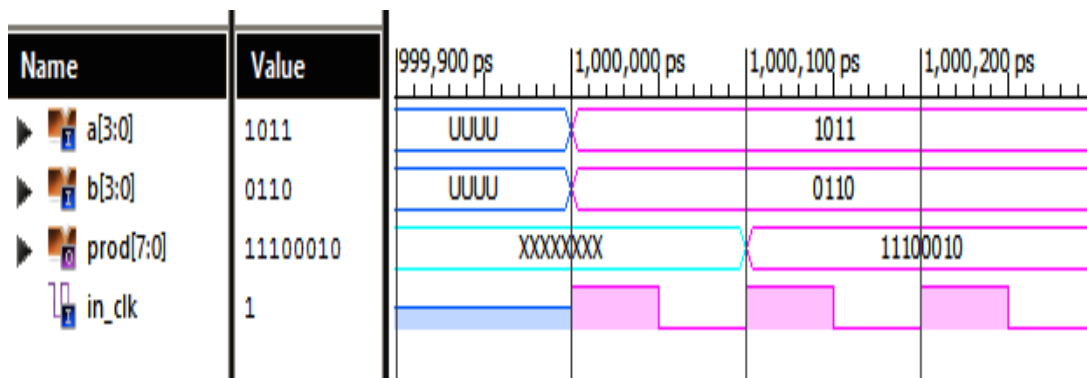 Name Value 999,900 ps 1,000,000 ps 1,000,100 ps 1,000,200 ps
a[3:0] 1011 UUUU 1011
b[3:0] 0110 UUUU 0110
prod[7:0] 11100010 XXXXXXXX 11100010
in_clk 1